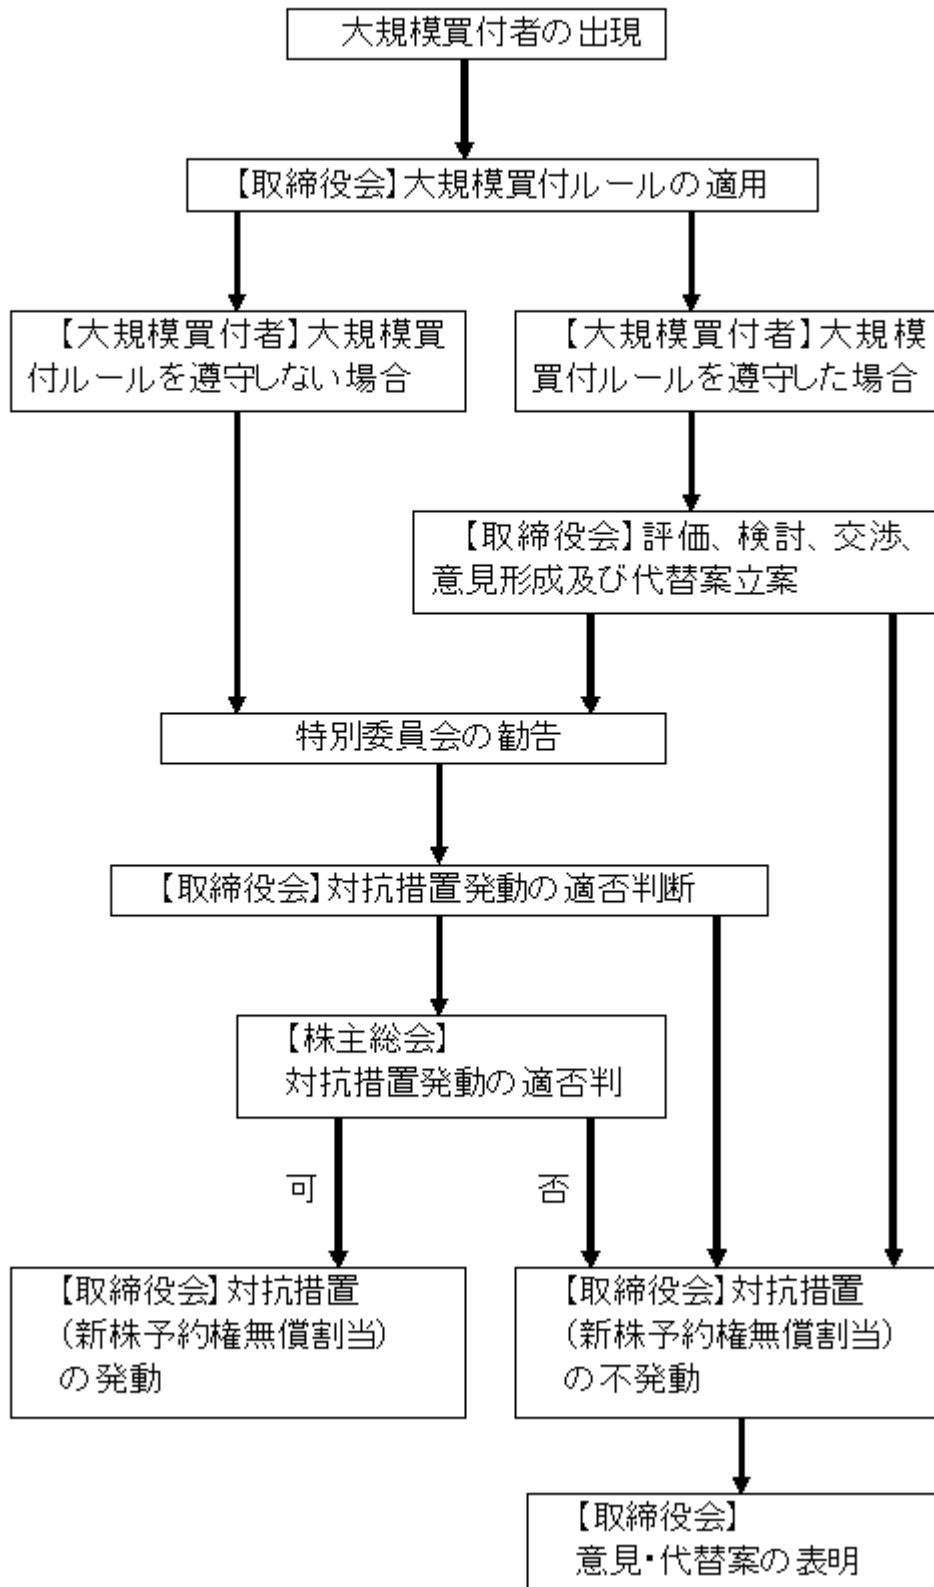 大規模買付者の出現
【取締役会】大規模買付ルールの適用
【大規模買付者】大規模買
付ルールを遵守しない場合
【大規模買付者】大規模
買付ルールを遵守した場合
【取締役会】評価、検討、交渉、
意見形成及び代替案立案
特別委員会の勧告
【取締役会】対抗措置発動の適否判断
【株主総会】
対抗措置発動の適否判
可
否
【取締役会】対抗措置
(新株予約権無償割当)
の発動
【取締役会】対抗措置
(新株予約権無償割当)
の不発動
【取締役会】
意見・代替案の表明